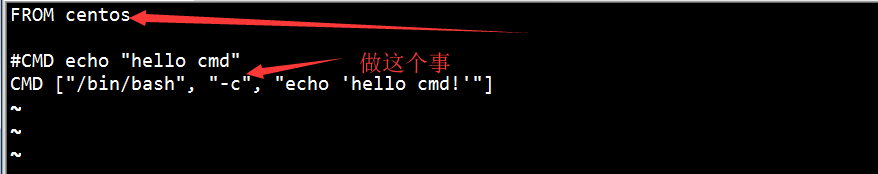 FROM centos
#CMD echo "hello cmd"
做这个事
CMD ["/bin/bash", "-c", "echo 'hello cmd!'"]
~
~
~